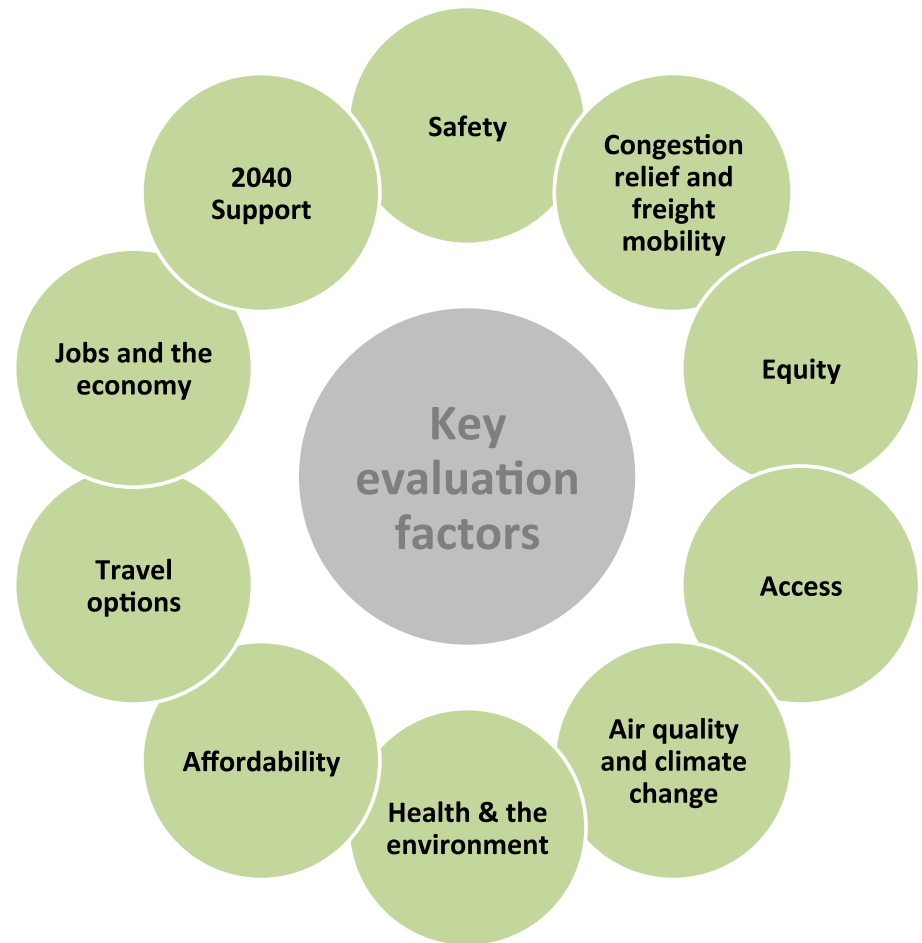 Safety
Congestion
relief and
freight
mobility
Equity
Access
Air quality
and climate
change
Health & the
environment
Affordability
Travel
options
Jobs and the
economy
2040
Support
Key
evaluation
factors